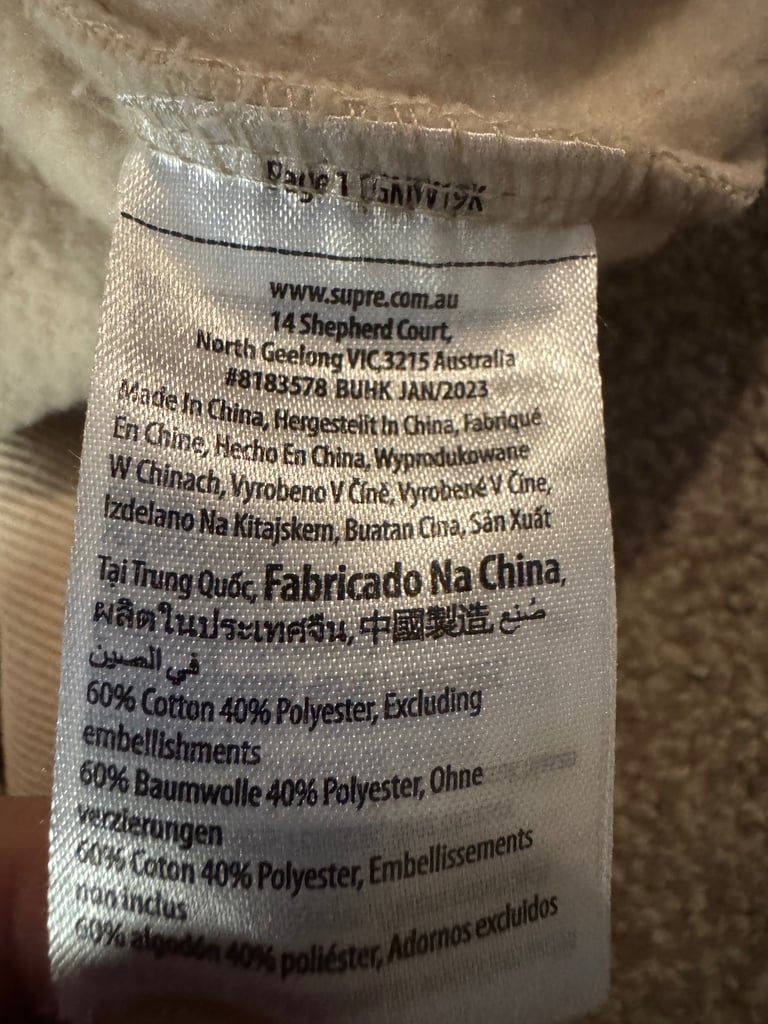 Page 1
www.supre.com.au
14 Shepherd Court,
North Geelong VIC,3215 Australia
#8183578 BUHK JAN/2023
Made In China, Hergestellt In China, Fabriqué
En Chine, Hecho En China, Wyprodukowane
W Chinach, Vyrobeno V Číně, Vyrobené V Číne,
Izdelano Na Kitajskem, Buatan Cina, Sản Xuất
Tại Trung Quốc, Fabricado Na China,
ผลิตในประเทศจีน, 中國製造 صُنع
في الصين
60% Cotton 40% Polyester, Excluding
embellishments
60% Baumwolle 40% Polyester, Ohne
verzierungen
60% Coton 40% Polyester, Embellissements
non inclus
60% algodón 40% poliéster, Adornos excluidos